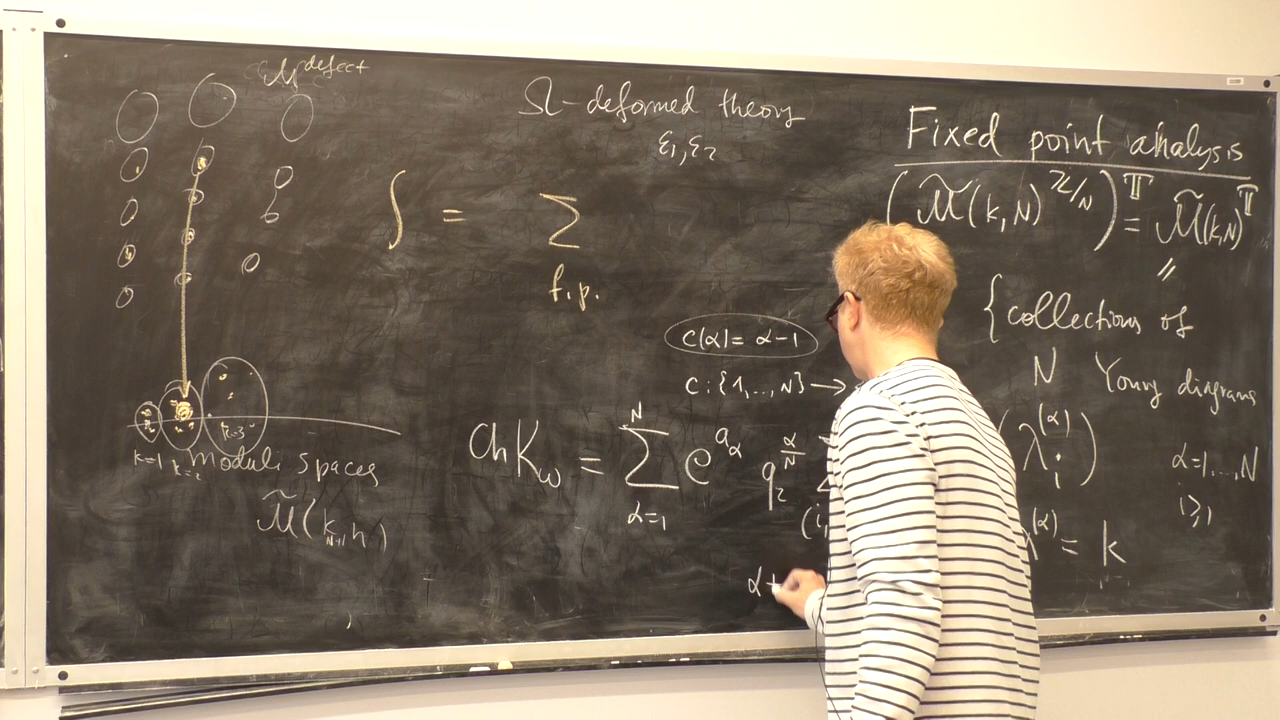 𝓜^defect
Ω-deformed theory
ε₁, ε₂
∫ = Σ
f.p.
k=1 k=2 k=3
Moduli spaces
Fixed point analysis
(𝓜̃(k,N)^{ℤ/N})^𝕋 = 𝓜̃(k,N)^𝕋
=
{collections of
N Young diagrams
(λ_i^{(α)})
α=1,...,N
i≥1
= k
c(α) = α-1
c: {1,...,N} →
Ch K_ω = Σ_{α=1}^{N} e^{a_α} q_2^{α/N}
α+